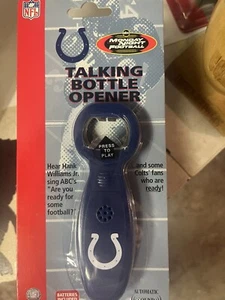 NFL
MONDAY
NIGHT
FOOTBALL
TALKING
BOTTLE
OPENER
PRESS
TO
PLAY
Hear Hank
Williams Jr.
sing ABC's
"Are you
ready for
some
football?"
and some
Colts' fans
who are
ready!
BATTERIES
INCLUDED
AUTOMATIC